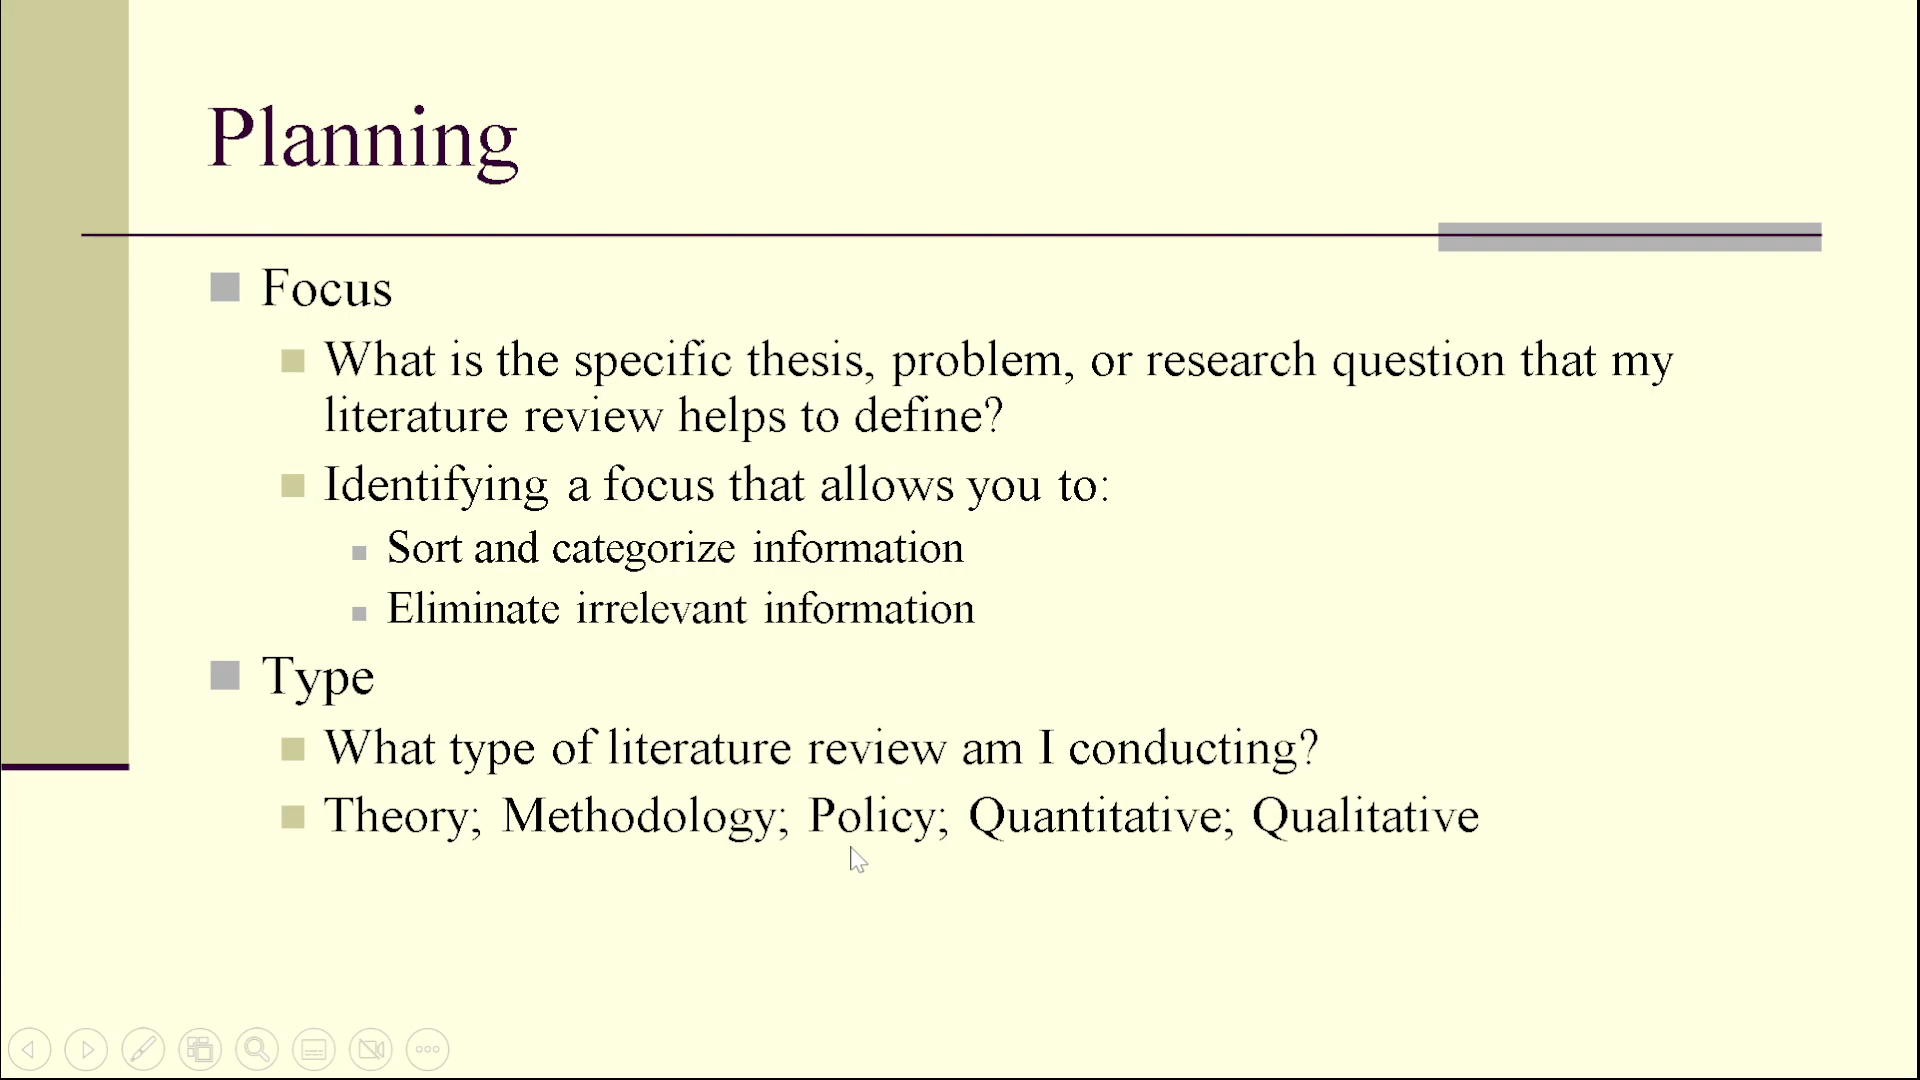 Planning
Focus
What is the specific thesis, problem, or research question that my
literature review helps to define?
Identifying a focus that allows you to:
Sort and categorize information
Eliminate irrelevant information
Type
What type of literature review am I conducting?
Theory; Methodology; Policy; Quantitative; Qualitative